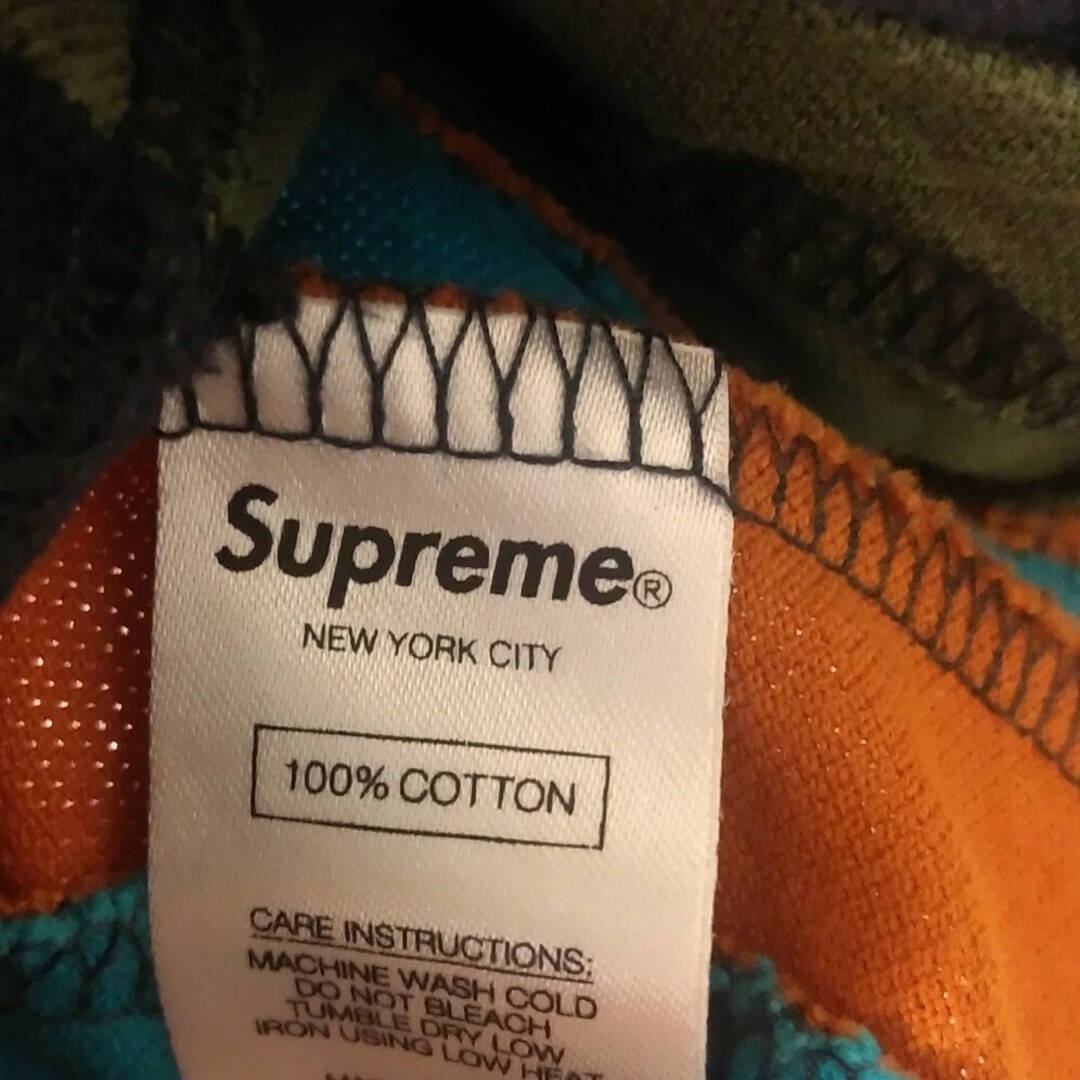 Supreme®
NEW YORK CITY
100% COTTON
CARE INSTRUCTIONS:
MACHINE WASH COLD
DO NOT BLEACH
TUMBLE DRY LOW
IRON USING LOW HEAT